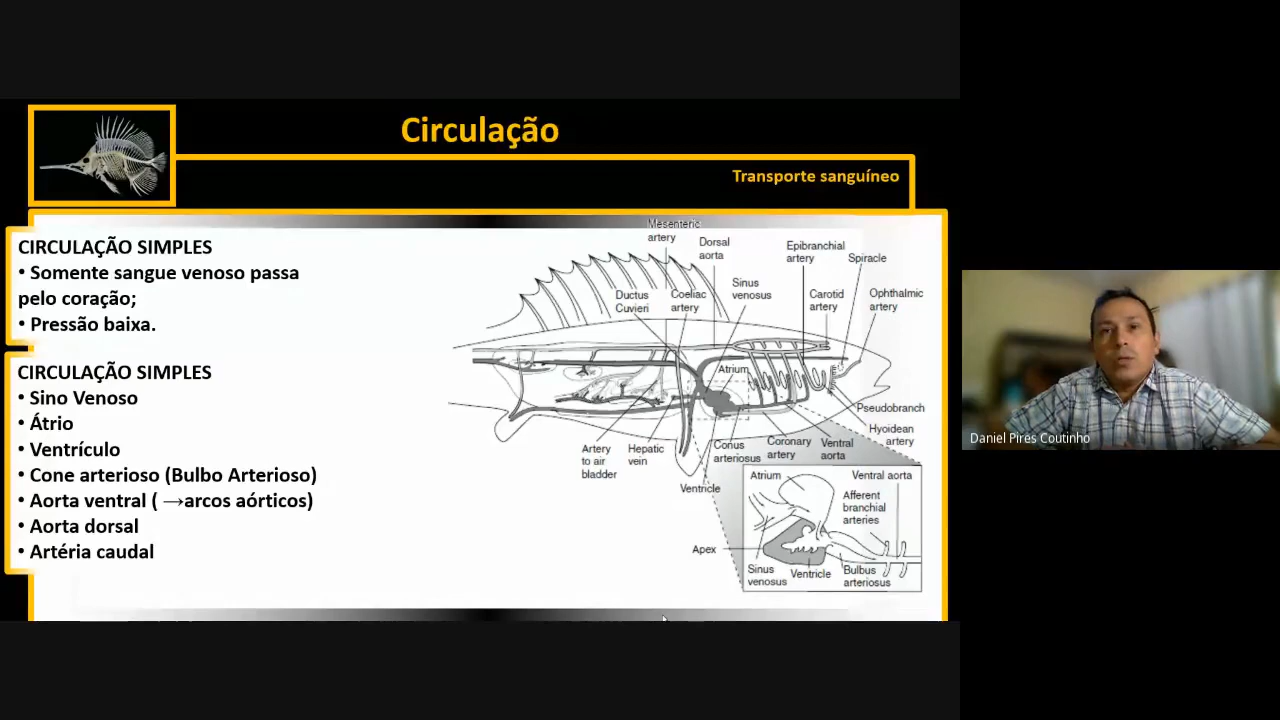 Circulação
Transporte sanguíneo
CIRCULAÇÃO SIMPLES
• Somente sangue venoso passa
pelo coração;
• Pressão baixa.
CIRCULAÇÃO SIMPLES
• Sino Venoso
• Átrio
• Ventrículo
• Cone arterioso (Bulbo Arterioso)
• Aorta ventral ( →arcos aórticos)
• Aorta dorsal
• Artéria caudal
Mesenteric
artery
Dorsal
aorta
Epibranchial
artery
Spiracle
Ductus
Cuvieri
Coeliac
artery
Sinus
venosus
Carotid
artery
Ophthalmic
artery
Atrium
Pseudobranch
Hyoidean
artery
Artery
to air
bladder
Hepatic
vein
Conus
arteriosus
Coronary
artery
Ventral
aorta
Ventricle
Atrium
Ventral aorta
Afferent
branchial
arteries
Apex
Sinus
venosus
Ventricle
Bulbus
arteriosus
Daniel Pires Coutinho